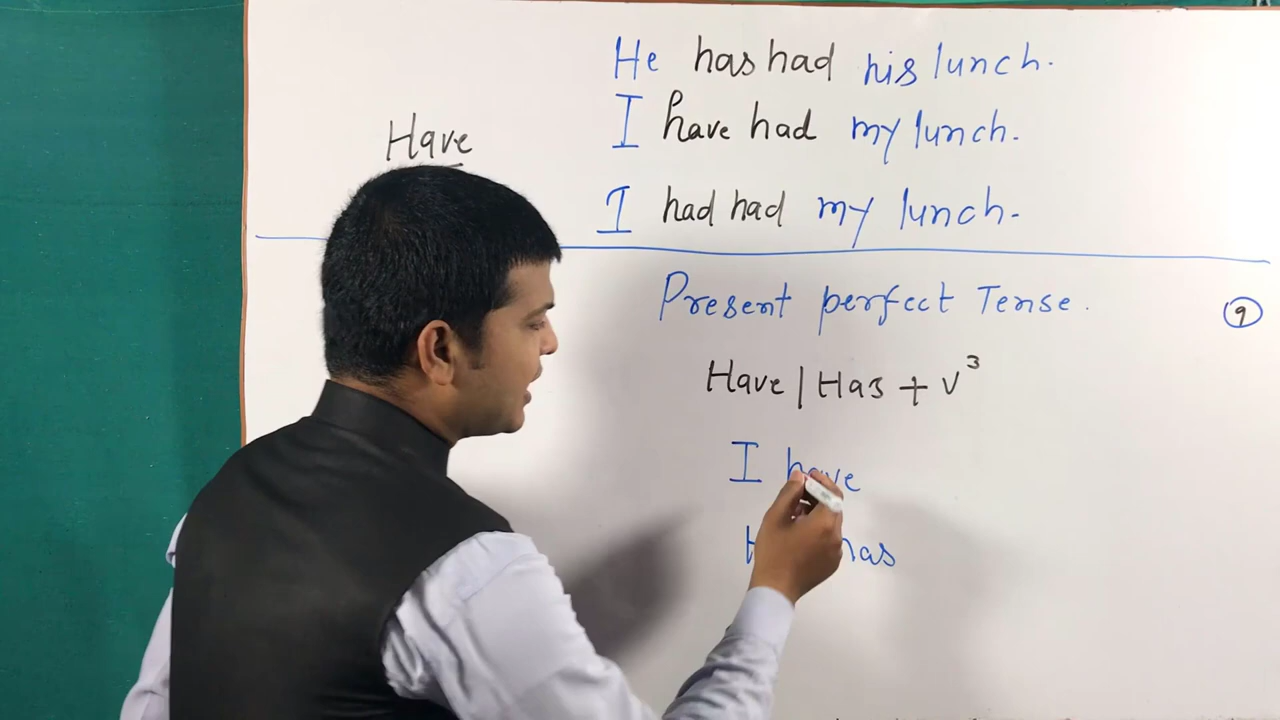 He has had his lunch.
I have had my lunch.
Have
I had had my lunch.
Present perfect Tense.
9
Have | Has + V³
I have
has